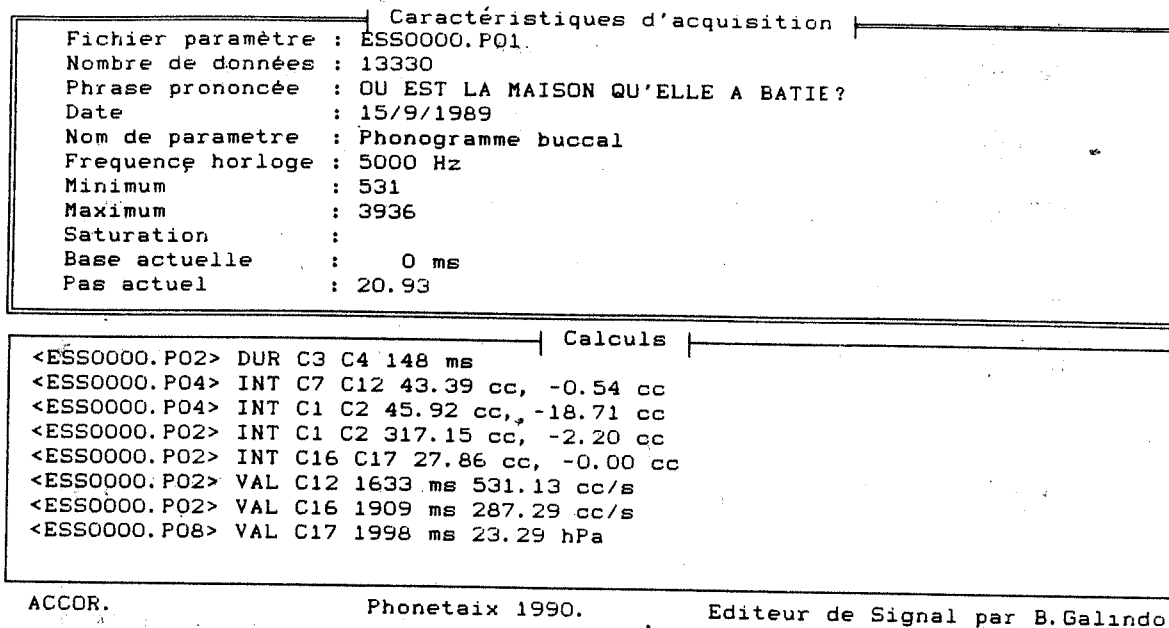 Caractéristiques d'acquisition
Fichier paramètre : ESS0000.P01
Nombre de données : 13330
Phrase prononcée : OU EST LA MAISON QU'ELLE A BATIE?
Date : 15/9/1989
Nom de parametre : Phonogramme buccal
Frequence horloge : 5000 Hz
Minimum : 531
Maximum : 3936
Saturation :
Base actuelle : 0 ms
Pas actuel : 20.93
Calculs
<ESS0000.P02> DUR C3 C4 148 ms
<ESS0000.P04> INT C7 C12 43.39 cc, -0.54 cc
<ESS0000.P04> INT C1 C2 45.92 cc, -18.71 cc
<ESS0000.P02> INT C1 C2 317.15 cc, -2.20 cc
<ESS0000.P02> INT C16 C17 27.86 cc, -0.00 cc
<ESS0000.P02> VAL C12 1633 ms 531.13 cc/s
<ESS0000.P02> VAL C16 1909 ms 287.29 cc/s
<ESS0000.P08> VAL C17 1998 ms 23.29 hPa
ACCOR. Phonetaix 1990. Editeur de Signal par B.Galindo